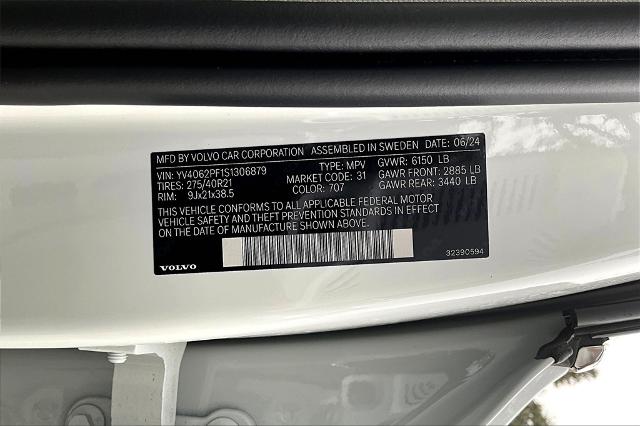 MFD. BY VOLVO CAR CORPORATION ASSEMBLED IN SWEDEN DATE: 06/24
VIN: YV4062PF1S1306879 TYPE: MPV GVWR: 6150 LB
TIRES: 275/40R21 MARKET CODE: 31 GAWR FRONT: 2885 LB
RIM: 9Jx21x38.5 COLOR: 707 GAWR REAR: 3440 LB
THIS VEHICLE CONFORMS TO ALL APPLICABLE FEDERAL MOTOR
VEHICLE SAFETY AND THEFT PREVENTION STANDARDS IN EFFECT
ON THE DATE OF MANUFACTURE SHOWN ABOVE.
VOLVO 32390594